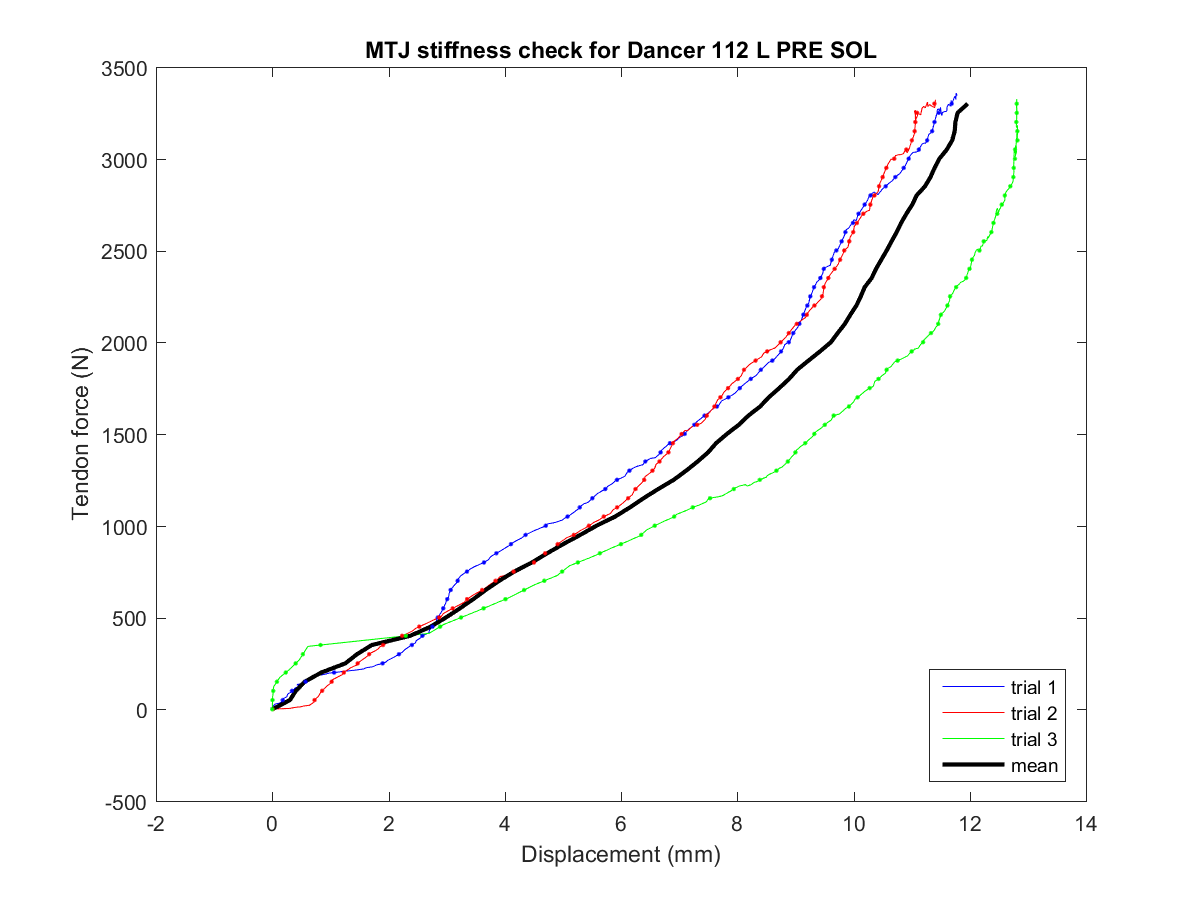 MTJ stiffness check for Dancer 112 L PRE SOL
3500
3000
2500
2000
1500
1000
500
0
-500
Tendon force (N)
-2
0
2
4
6
8
10
12
14
Displacement (mm)
trial 1
trial 2
trial 3
mean